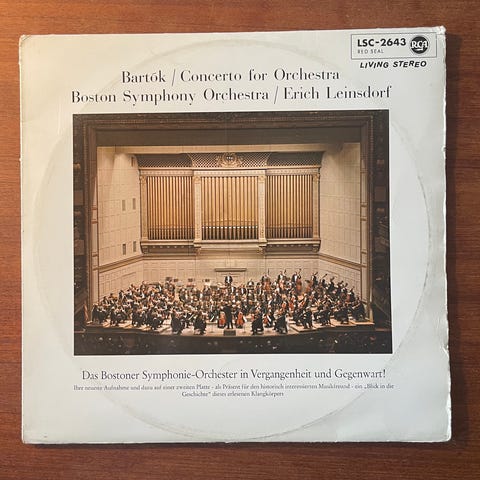 LSC-2643 RCA
RED SEAL
LIVING STEREO
Bartók / Concerto for Orchestra
Boston Symphony Orchestra / Erich Leinsdorf
Das Bostoner Symphonie-Orchester in Vergangenheit und Gegenwart!
Ihre neueste Aufnahme und dazu auf einer zweiten Platte - als Präsent für den historisch interessierten Musikfreund - ein „Blick in die
Geschichte" dieses erlesenen Klangkörpers